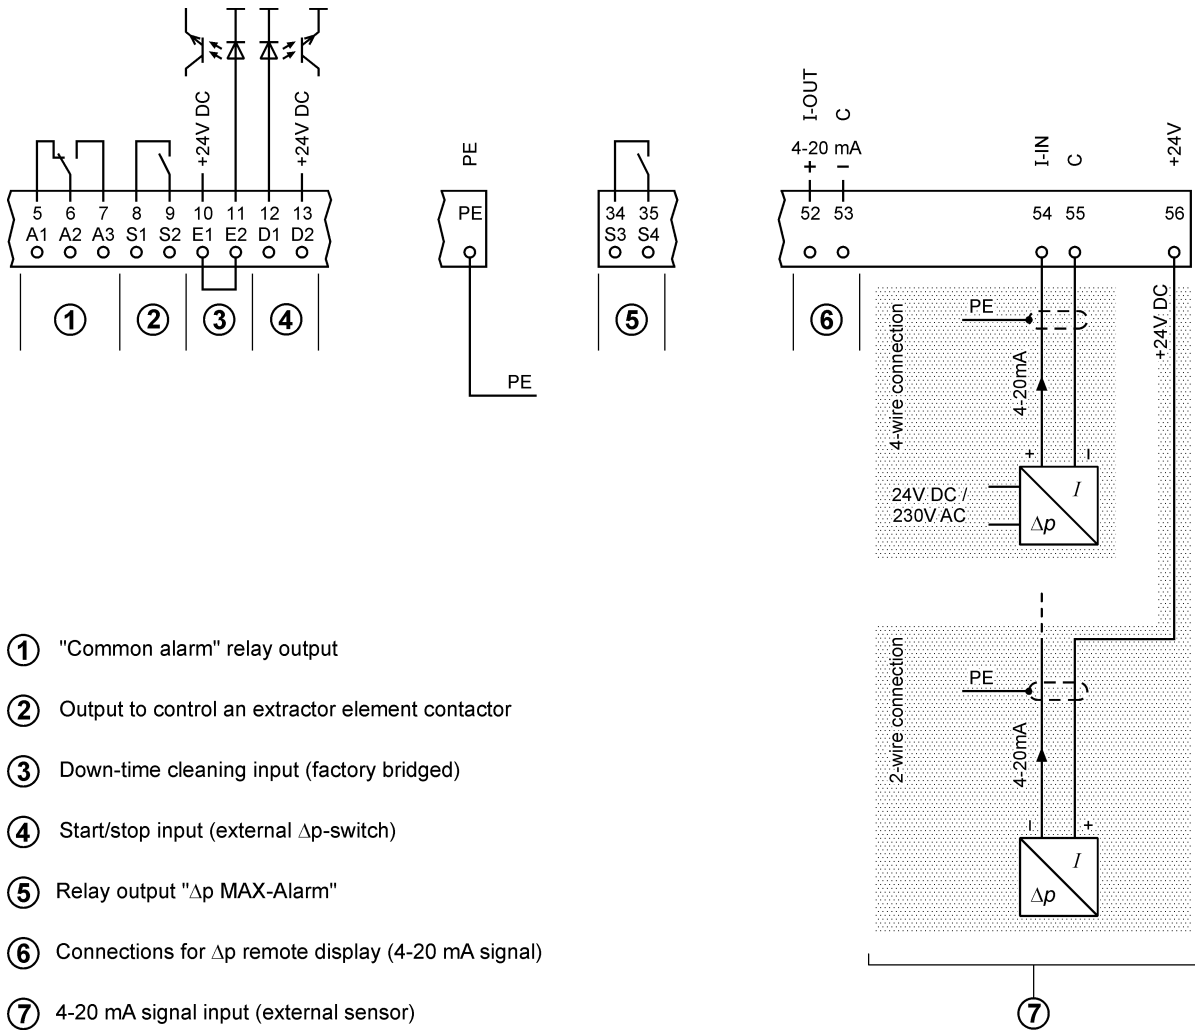 +24V DC
+24V DC
PE
I-OUT
C
4-20 mA
+ −
I-IN
C
+24V
5 6 7 8 9 10 11 12 13
A1 A2 A3 S1 S2 E1 E2 D1 D2
PE
34 35
S3 S4
52 53
54 55 56
1 2 3 4
5
6
PE
4-wire connection
PE
4-20mA
+24V DC
+ −
24V DC /
230V AC
I
Δp
2-wire connection
PE
4-20mA
− +
I
Δp
7
1 "Common alarm" relay output
2 Output to control an extractor element contactor
3 Down-time cleaning input (factory bridged)
4 Start/stop input (external Δp-switch)
5 Relay output "Δp MAX-Alarm"
6 Connections for Δp remote display (4-20 mA signal)
7 4-20 mA signal input (external sensor)